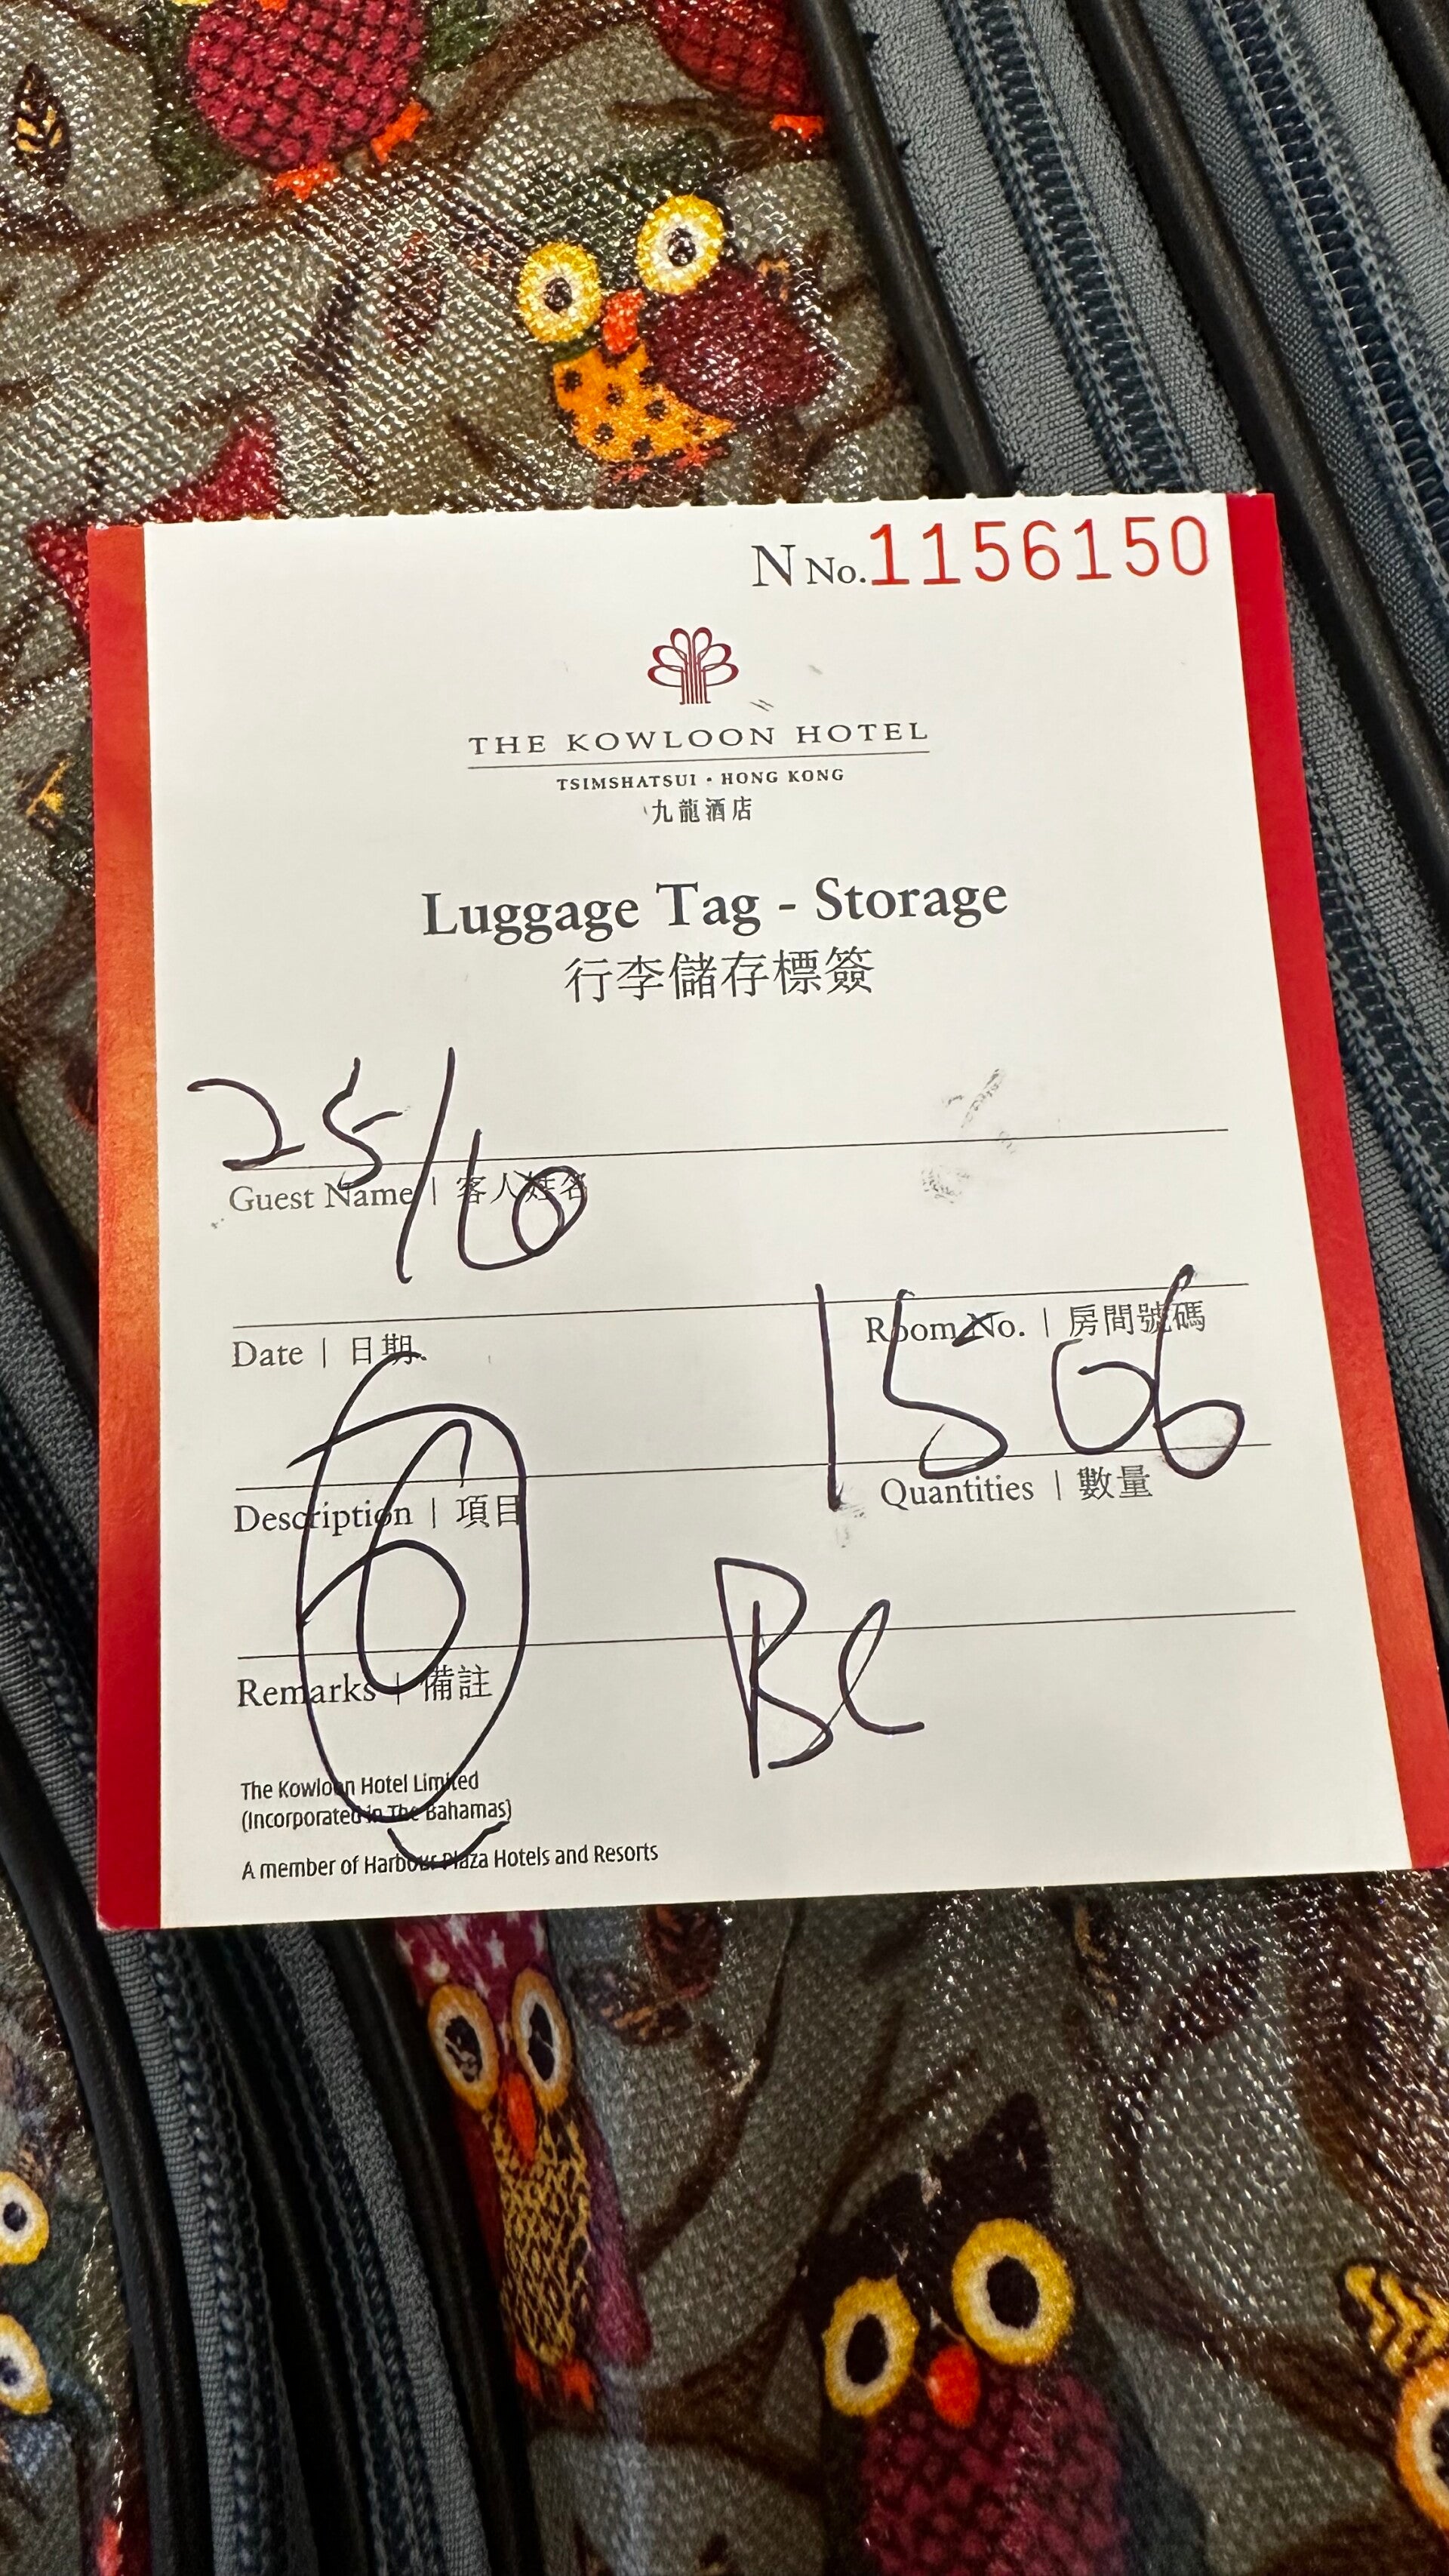 N No. 1156150
THE KOWLOON HOTEL
TSIMSHATSUI • HONG KONG
九龍酒店
Luggage Tag - Storage
行李儲存標簽
25/10
Guest Name | 客人姓名
Date | 日期
Room No. | 房間號碼
1506
Description | 項目
Quantities | 數量
6
BC
Remarks | 備註
The Kowloon Hotel Limited
(Incorporated in The Bahamas)
A member of Harbour Plaza Hotels and Resorts